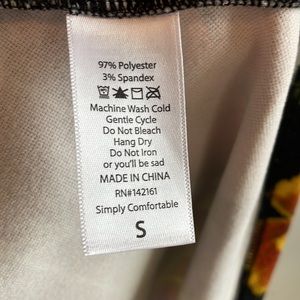 97% Polyester
3% Spandex
Machine Wash Cold
Gentle Cycle
Do Not Bleach
Hang Dry
Do Not Iron
or you'll be sad
MADE IN CHINA
RN#142161
Simply Comfortable
S